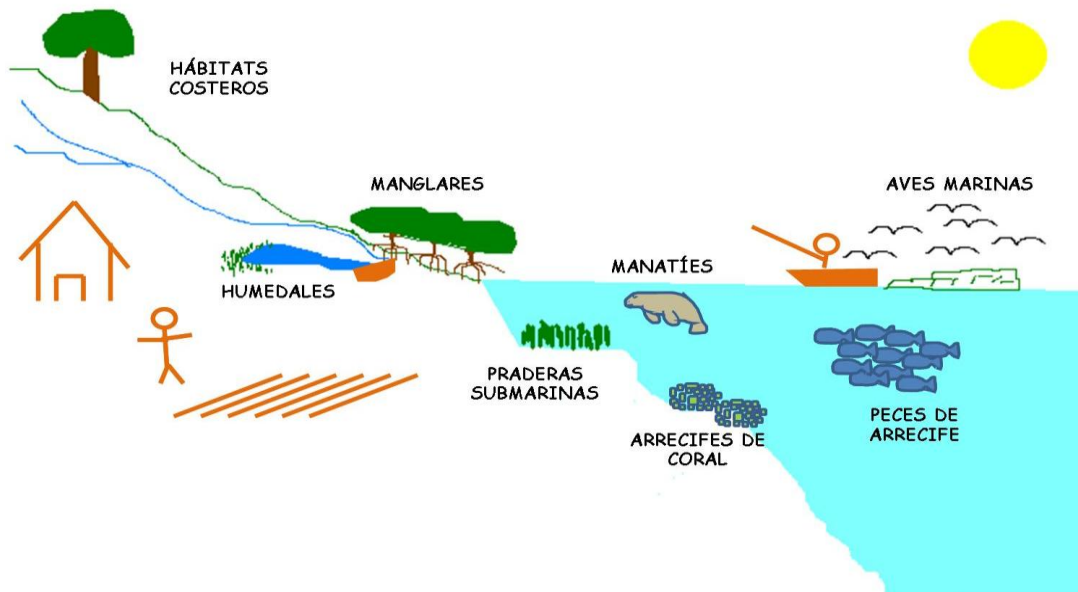 HÁBITATS
COSTEROS
MANGLARES
AVES MARINAS
HUMEDALES
MANATÍES
PRADERAS
SUBMARINAS
ARRECIFES DE
CORAL
PECES DE
ARRECIFE